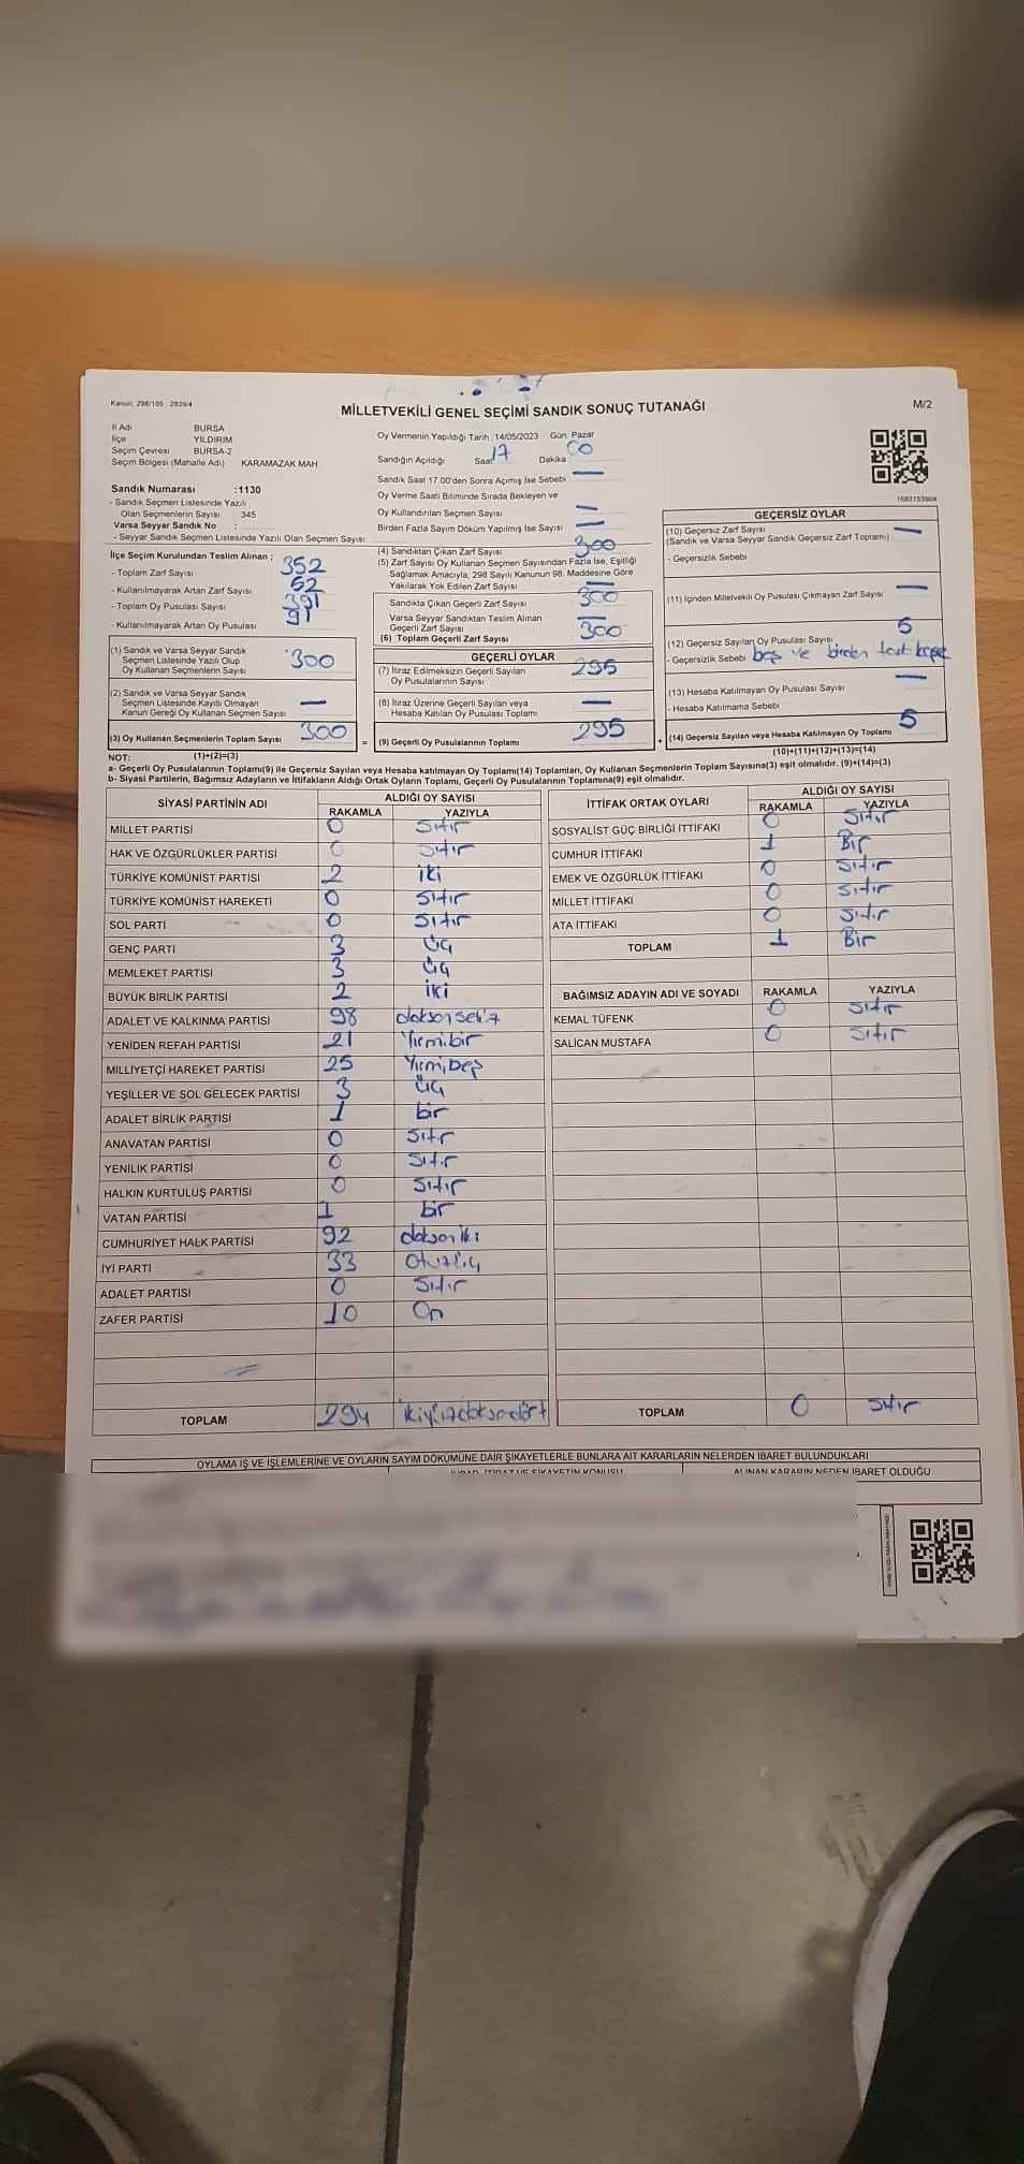 Kanun: 298/105 : 2839/4
MİLLETVEKİLİ GENEL SEÇİMİ SANDIK SONUÇ TUTANAĞI
M/2
İl Adı BURSA
İlçe YILDIRIM
Seçim Çevresi BURSA-2
Seçim Bölgesi (Mahalle Adı) KARAMAZAK MAH.
Sandık Numarası :1130
- Sandık Seçmen Listesinde Yazılı
Olan Seçmenlerin Sayısı 345
Varsa Seyyar Sandık No :
- Seyyar Sandık Seçmen Listesinde Yazılı Olan Seçmen Sayısı
İlçe Seçim Kurulundan Teslim Alınan ;
- Toplam Zarf Sayısı 352
- Kullanılmayarak Artan Zarf Sayısı 52
- Toplam Oy Pusulası Sayısı 391
- Kullanılmayarak Artan Oy Pusulası 91
(1) Sandık ve Varsa Seyyar Sandık
Seçmen Listesinde Yazılı Olup
Oy Kullanan Seçmenlerin Sayısı 300
(2) Sandık ve Varsa Seyyar Sandık
Seçmen Listesinde Kayıtlı Olmayan
Kanun Gereği Oy Kullanan Seçmen Sayısı —
(3) Oy Kullanan Seçmenlerin Toplam Sayısı 300
(1)+(2)=(3)
Oy Vermenin Yapıldığı Tarih :14/05/2023 Gün: Pazar
Sandığın Açıldığı Saat 17 Dakika 00
Sandık Saat 17.00'den Sonra Açımış İse Sebebi —
Oy Verme Saati Bitiminde Sırada Bekleyen ve
Oy Kullandırılan Seçmen Sayısı —
Birden Fazla Sayım Döküm Yapılmış İse Sayısı —
(4) Sandıktan Çıkan Zarf Sayısı 300
(5) Zarf Sayısı Oy Kullanan Seçmen Sayısından Fazla İse, Eşitliği
Sağlamak Amacıyla, 298 Sayılı Kanunun 98. Maddesine Göre
Yakılarak Yok Edilen Zarf Sayısı —
Sandıkta Çıkan Geçerli Zarf Sayısı 300
Varsa Seyyar Sandıktan Teslim Alınan
Geçerli Zarf Sayısı —
(6) Toplam Geçerli Zarf Sayısı 300
GEÇERLİ OYLAR
(7) İtiraz Edilmeksizin Geçerli Sayılan
Oy Pusulalarının Sayısı 295
(8) İtiraz Üzerine Geçerli Sayılan veya
Hesaba Katılan Oy Pusulası Toplamı —
= (9) Geçerli Oy Pusulalarının Toplamı 295
1683153904
GEÇERSİZ OYLAR
(10) Geçersiz Zarf Sayısı
(Sandık ve Varsa Seyyar Sandık Geçersiz Zarf Toplamı) —
- Geçersizlik Sebebi
(11) İçinden Milletvekili Oy Pusulası Çıkmayan Zarf Sayısı —
(12) Geçersiz Sayılan Oy Pusulası Sayısı 5
- Geçersizlik Sebebi boş ve birden
(13) Hesaba Katılmayan Oy Pusulası Sayısı —
- Hesaba Katılmama Sebebi
+ (14) Geçersiz Sayılan veya Hesaba Katılmayan Oy Toplamı 5
(10)+(11)+(12)+(13)=(14)
NOT:
a- Geçerli Oy Pusulalarının Toplamı(9) ile Geçersiz Sayılan veya Hesaba katılmayan Oy Toplamı(14) Toplamları, Oy Kullanan Seçmenlerin Toplam Sayısına(3) eşit olmalıdır. (9)+(14)=(3)
b- Siyasi Partilerin, Bağımsız Adayların ve İttifakların Aldığı Ortak Oyların Toplamı, Geçerli Oy Pusulalarının Toplamına(9) eşit olmalıdır.
SİYASİ PARTİNİN ADI ALDIĞI OY SAYISI
RAKAMLA YAZIYLA
MİLLET PARTİSİ 0 Sıfır
HAK VE ÖZGÜRLÜKLER PARTİSİ 0 Sıfır
TÜRKİYE KOMÜNİST PARTİSİ 2 iki
TÜRKİYE KOMÜNİST HAREKETİ 0 Sıfır
SOL PARTİ 0 Sıfır
GENÇ PARTİ 3 Üç
MEMLEKET PARTİSİ 3 Üç
BÜYÜK BİRLİK PARTİSİ 2 iki
ADALET VE KALKINMA PARTİSİ 98 doksansekiz
YENİDEN REFAH PARTİSİ 21 Yirmibir
MİLLİYETÇİ HAREKET PARTİSİ 25 Yirmibeş
YEŞİLLER VE SOL GELECEK PARTİSİ 3 Üç
ADALET BİRLİK PARTİSİ 1 bir
ANAVATAN PARTİSİ 0 Sıfır
YENİLİK PARTİSİ 0 Sıfır
HALKIN KURTULUŞ PARTİSİ 0 Sıfır
VATAN PARTİSİ 1 bir
CUMHURİYET HALK PARTİSİ 92 doksaniki
İYİ PARTİ 33 Otuzüç
ADALET PARTİSİ 0 Sıfır
ZAFER PARTİSİ 10 On
TOPLAM 294 ikiyüzdoksandört
İTTİFAK ORTAK OYLARI ALDIĞI OY SAYISI
RAKAMLA YAZIYLA
SOSYALİST GÜÇ BİRLİĞİ İTTİFAKI 0 Sıfır
CUMHUR İTTİFAKI 1 Bir
EMEK VE ÖZGÜRLÜK İTTİFAKI 0 Sıfır
MİLLET İTTİFAKI 0 Sıfır
ATA İTTİFAKI 0 Sıfır
TOPLAM 1 Bir
BAĞIMSIZ ADAYIN ADI VE SOYADI RAKAMLA YAZIYLA
KEMAL TÜFENK 0 Sıfır
SALİCAN MUSTAFA 0 Sıfır
TOPLAM 0 Sıfır
OYLAMA İŞ VE İŞLEMLERİNE VE OYLARIN SAYIM DÖKÜMÜNE DAİR ŞİKAYETLERLE BUNLARA AİT KARARLARIN NELERDEN İBARET BULUNDUKLARI
ALINAN KARARIN NEDEN İBARET OLDUĞU